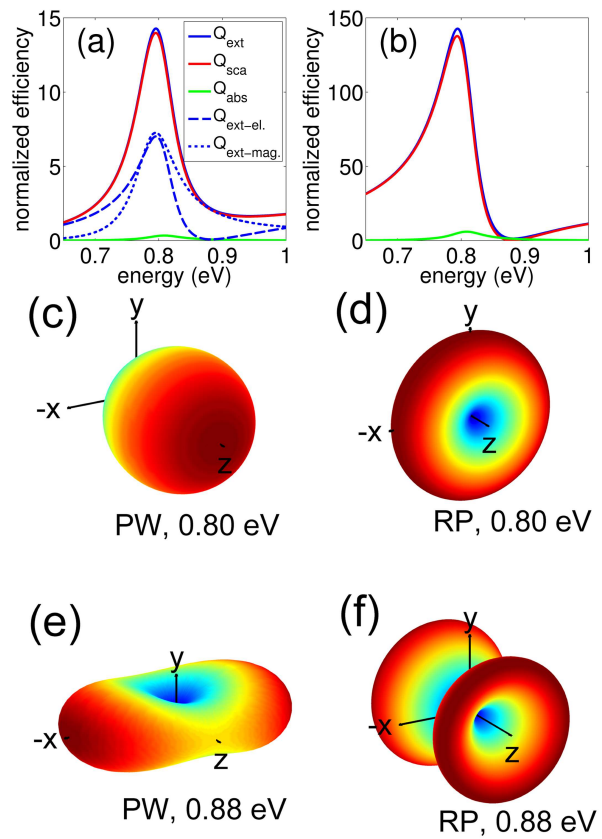 (a)
normalized efficiency
15
10
5
0
0.7
0.8
0.9
1
energy (eV)
Q_ext
Q_sca
Q_abs
Q_ext-el.
Q_ext-mag.
(b)
normalized efficiency
150
100
50
0
0.7
0.8
0.9
1
energy (eV)
(c)
y
-x
z
PW, 0.80 eV
(d)
y
-x
z
RP, 0.80 eV
(e)
y
-x
z
PW, 0.88 eV
(f)
y
-x
z
RP, 0.88 eV